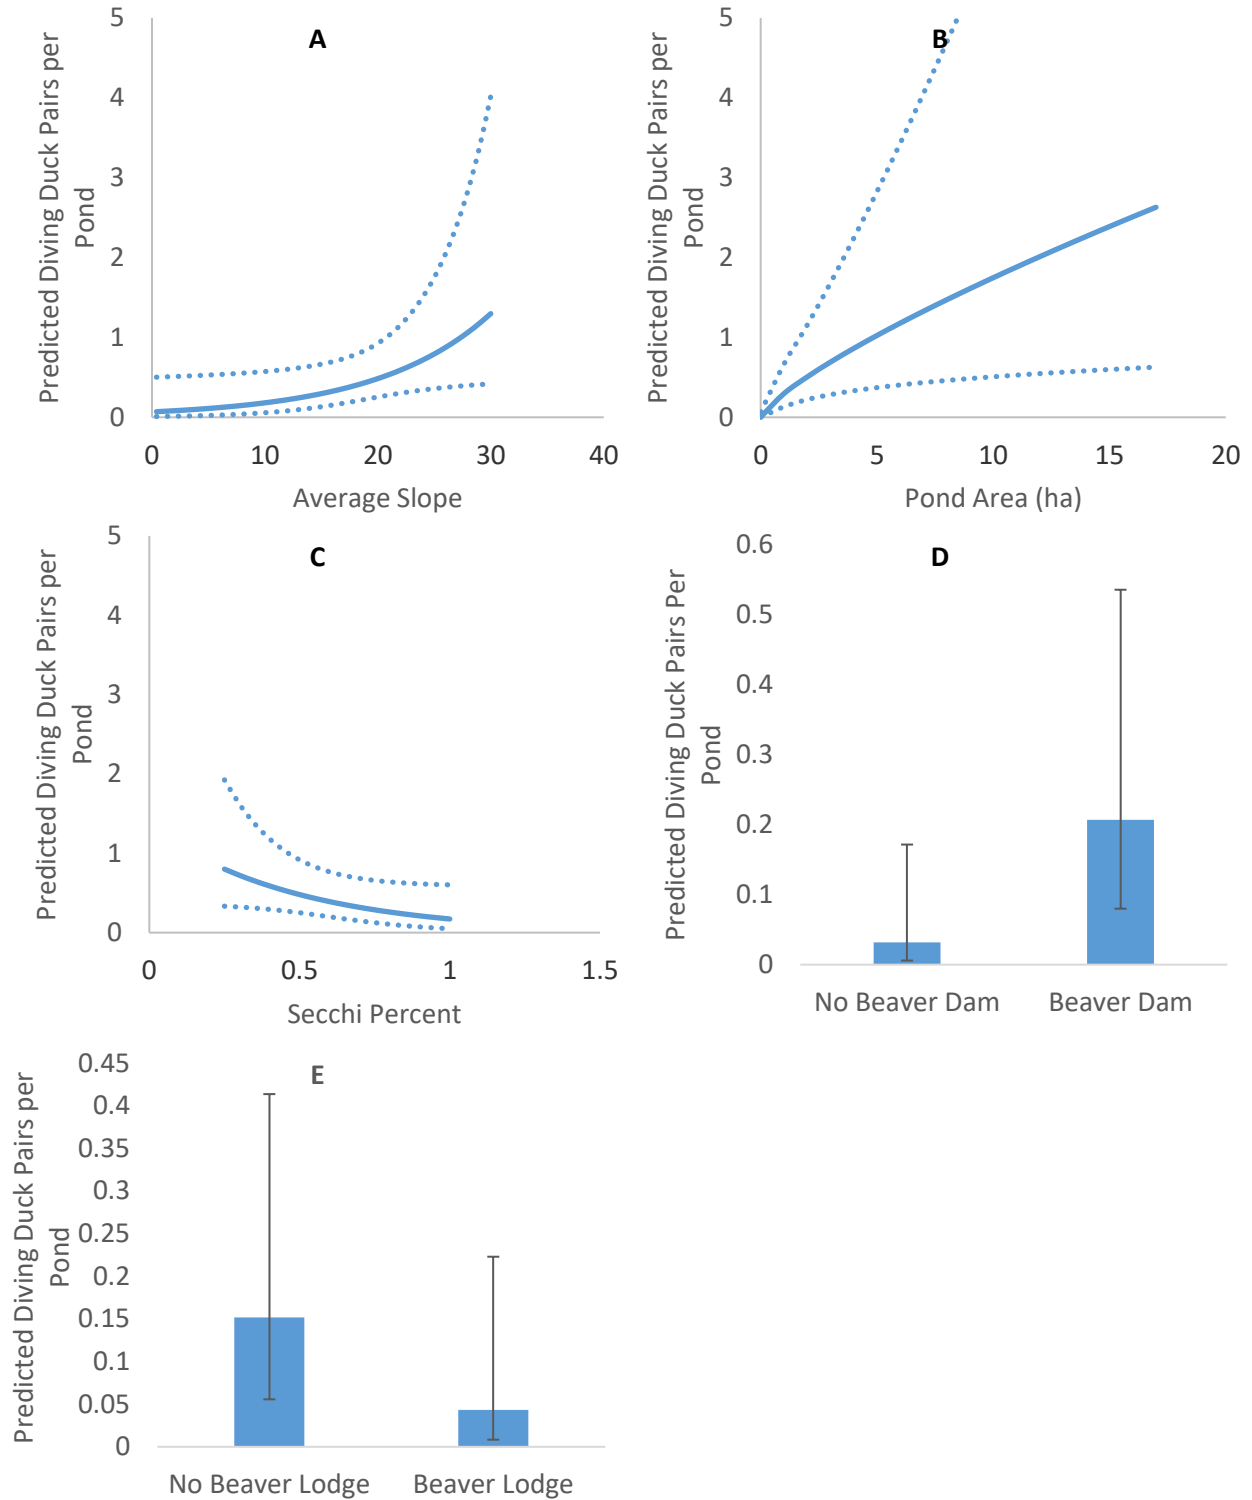 A
Predicted Diving Duck Pairs per
Pond
5
4
3
2
1
0
0 10 20 30 40
Average Slope
B
Predicted Diving Duck Pairs per
Pond
5
4
3
2
1
0
0 5 10 15 20
Pond Area (ha)
C
Predicted Diving Duck Pairs per
Pond
5
4
3
2
1
0
0 0.5 1 1.5
Secchi Percent
D
Predicted Diving Duck Pairs Per
Pond
0.6
0.5
0.4
0.3
0.2
0.1
0
No Beaver Dam Beaver Dam
E
Predicted Diving Duck Pairs per
Pond
0.45
0.4
0.35
0.3
0.25
0.2
0.15
0.1
0.05
0
No Beaver Lodge Beaver Lodge